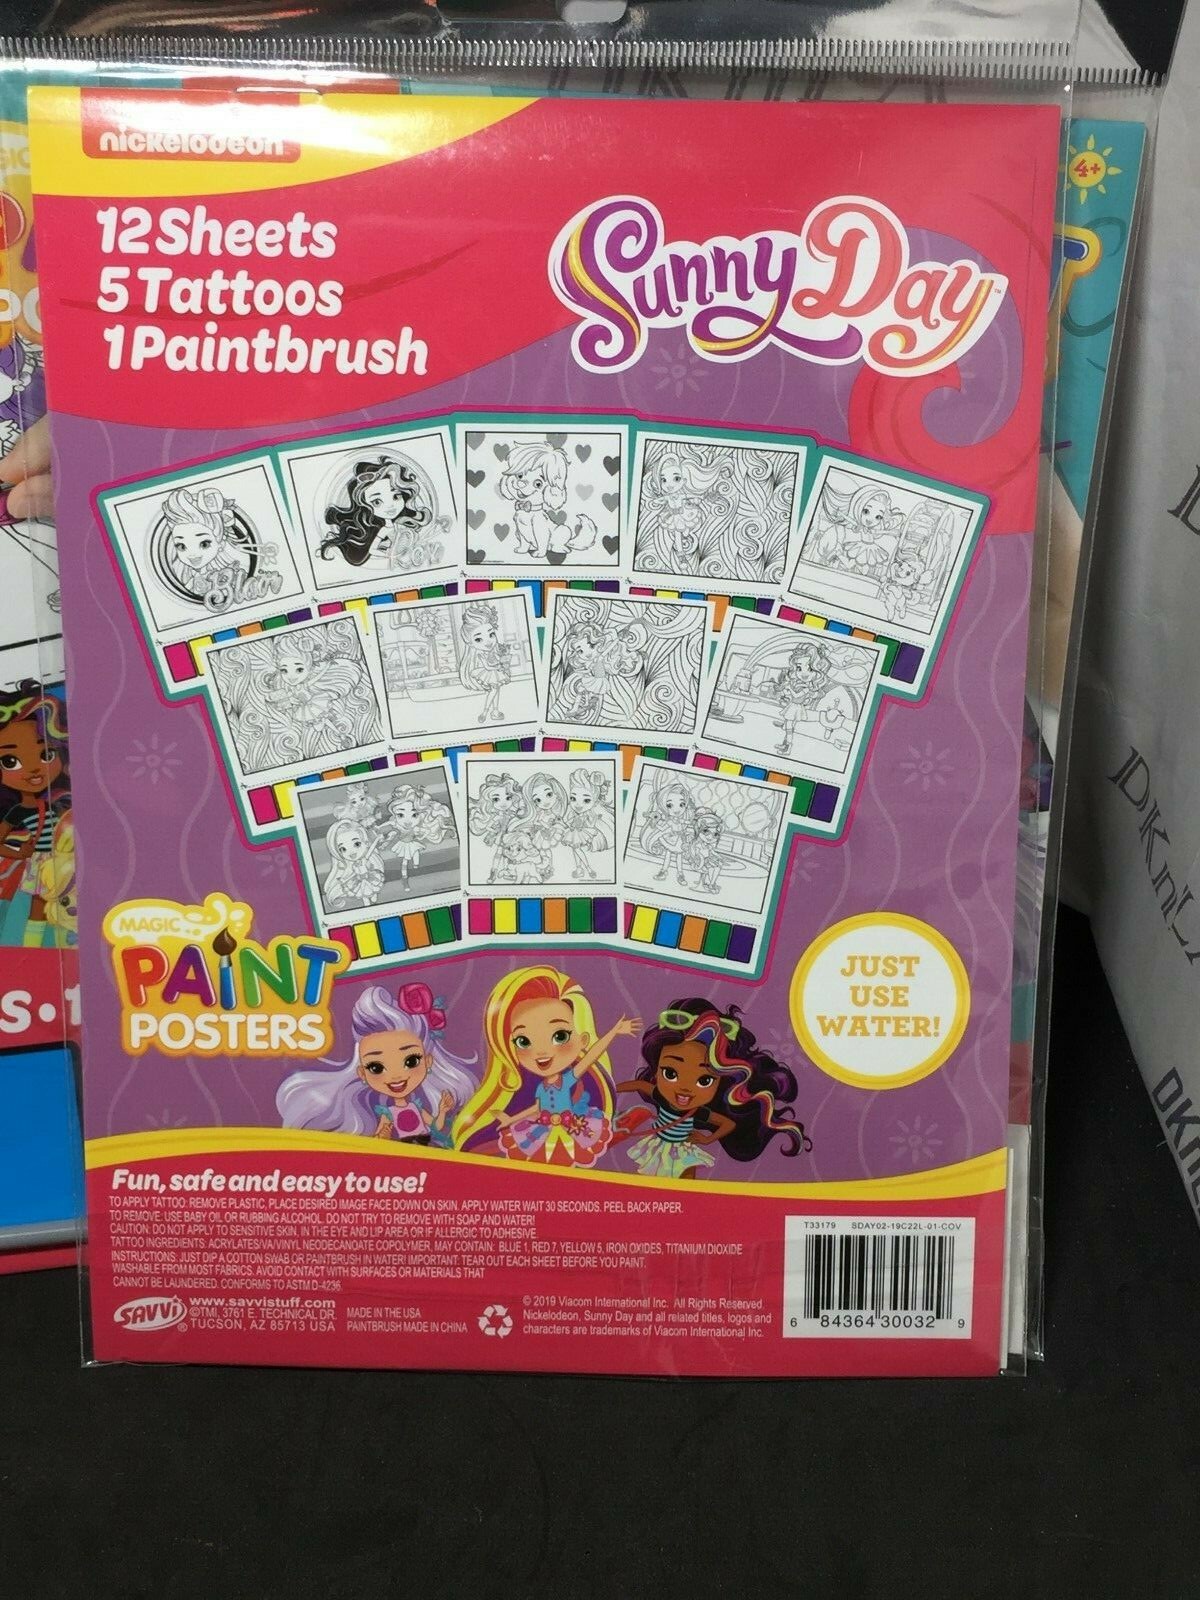 nickelodeon
12 Sheets
5 Tattoos
1 Paintbrush
Sunny Day™
4+
Blair
Rox
MAGIC
PAINT
POSTERS
JUST
USE
WATER!
Fun, safe and easy to use!
TO APPLY TATTOO: REMOVE PLASTIC, PLACE DESIRED IMAGE FACE DOWN ON SKIN. APPLY WATER WAIT 30 SECONDS. PEEL BACK PAPER.
TO REMOVE: USE BABY OIL OR RUBBING ALCOHOL. DO NOT TRY TO REMOVE WITH SOAP AND WATER!
CAUTION: DO NOT APPLY TO SENSITIVE SKIN, IN THE EYE AND LIP AREA OR IF ALLERGIC TO ADHESIVE.
TATTOO INGREDIENTS: ACRYLATES/VA/VINYL NEODECANOATE COPOLYMER, MAY CONTAIN: BLUE 1, RED 7, YELLOW 5, IRON OXIDES, TITANIUM DIOXIDE
INSTRUCTIONS: JUST DIP A COTTON SWAB OR PAINTBRUSH IN WATER! IMPORTANT: TEAR OUT EACH SHEET BEFORE YOU PAINT.
WASHABLE FROM MOST FABRICS. AVOID CONTACT WITH SURFACES OR MATERIALS THAT
CANNOT BE LAUNDERED. CONFORMS TO ASTM D-4236.
SAVVi®
www.savvistuff.com
©TMI, 3761 E. TECHNICAL DR.
TUCSON, AZ 85713 USA
MADE IN THE USA
PAINTBRUSH MADE IN CHINA
© 2019 Viacom International Inc. All Rights Reserved.
Nickelodeon, Sunny Day and all related titles, logos and
characters are trademarks of Viacom International Inc.
T33179 SDAY02-19C22L-01-COV
6 84364 30032 9